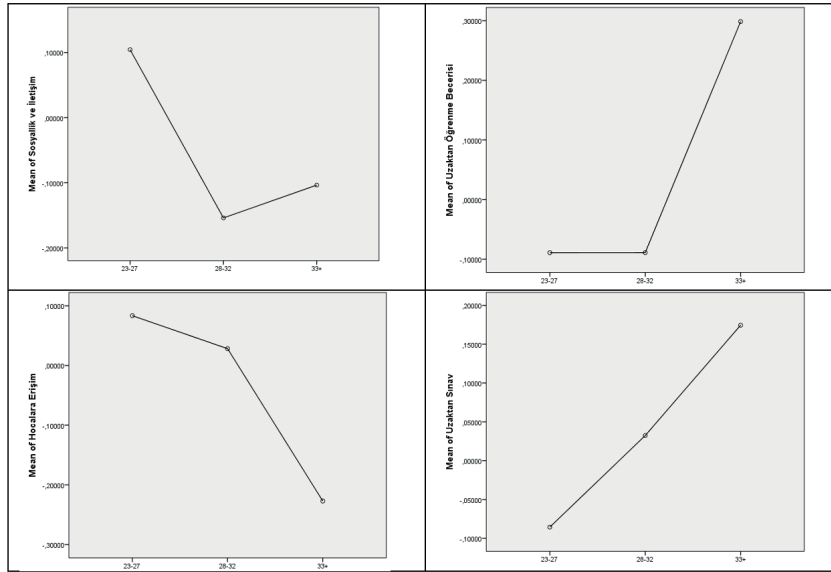 Mean of Sosyallik ve İletişim
,10000
,00000
-,10000
-,20000
23-27 28-32 33+
Mean of Uzaktan Öğrenme Becerisi
,30000
,20000
,10000
,00000
-,10000
23-27 28-32 33+
Mean of Hocalara Erişim
,10000
,00000
-,10000
-,20000
-,30000
23-27 28-32 33+
Mean of Uzaktan Sınav
,20000
,15000
,10000
,05000
,00000
-,05000
-,10000
23-27 28-32 33+